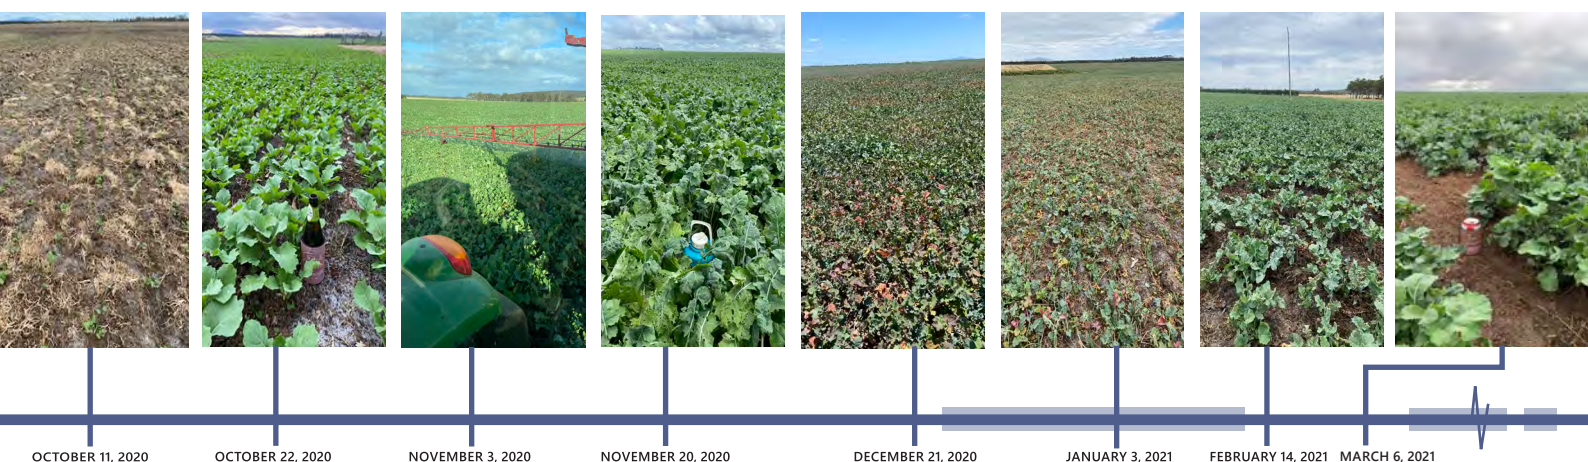 OCTOBER 11, 2020
OCTOBER 22, 2020
NOVEMBER 3, 2020
NOVEMBER 20, 2020
DECEMBER 21, 2020
JANUARY 3, 2021
FEBRUARY 14, 2021
MARCH 6, 2021